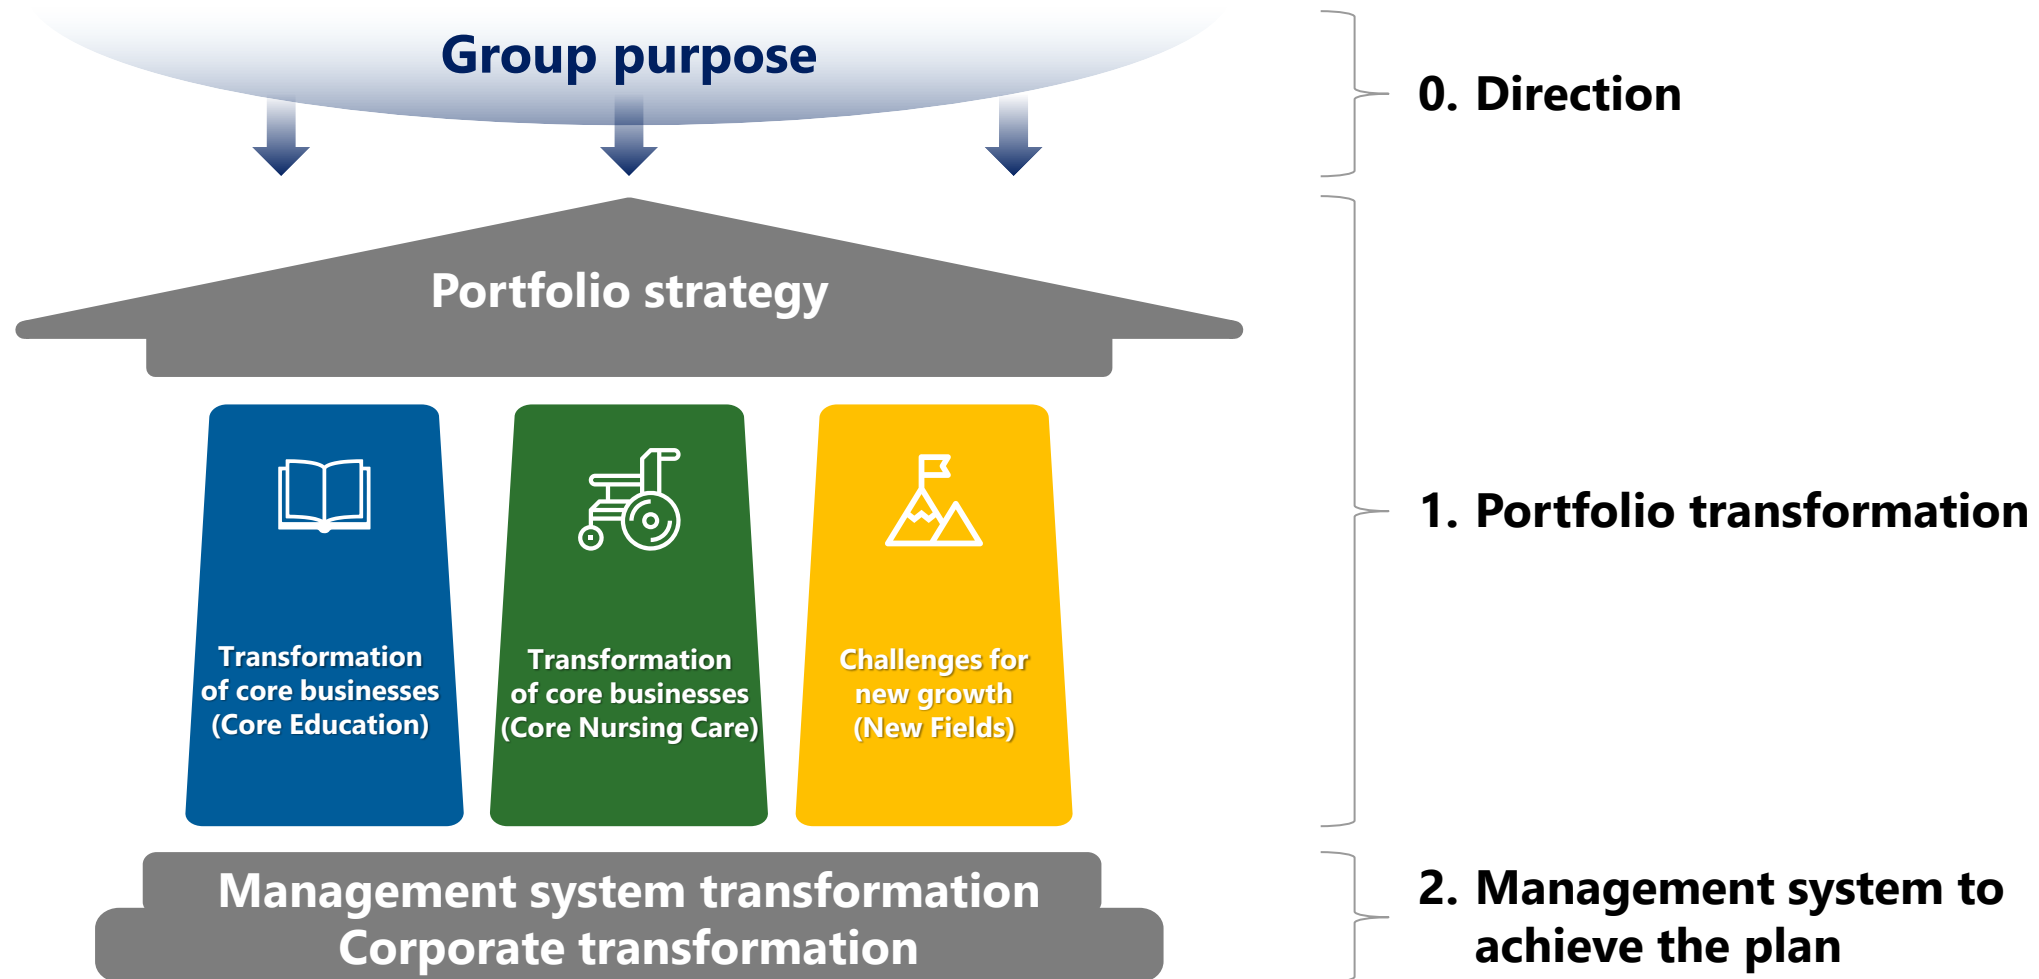 Group purpose
0. Direction
Portfolio strategy
1. Portfolio transformation
Transformation
of core businesses
(Core Education)
Transformation
of core businesses
(Core Nursing Care)
Challenges for
new growth
(New Fields)
Management system transformation
Corporate transformation
2. Management system to
achieve the plan